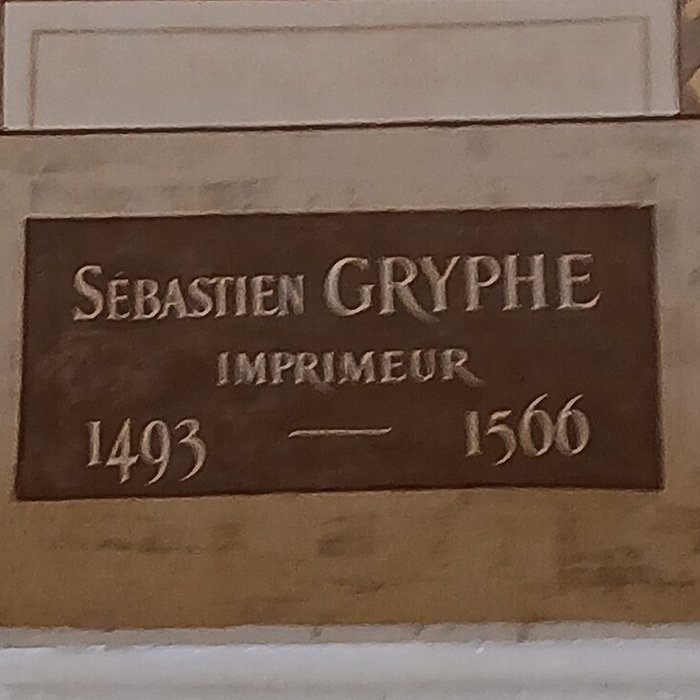 SÉBASTIEN GRYPHE
IMPRIMEUR
1493 — 1566